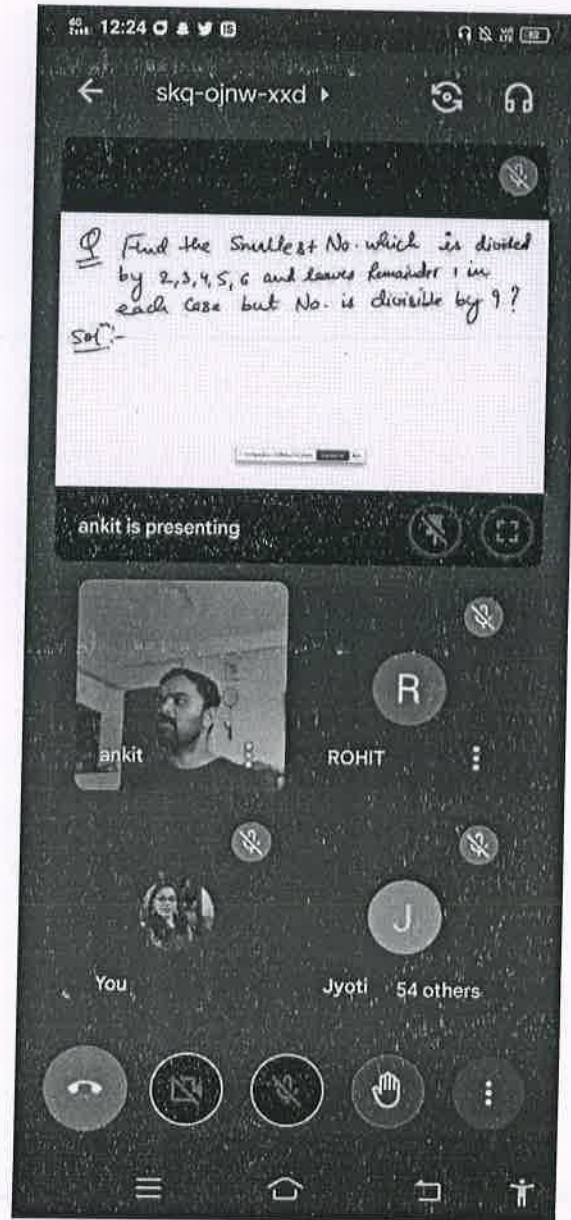 12:24
skq-ojnw-xxd
Q Find the Smallest No. which is divided
by 2,3,4,5,6 and leaves Remainder 1 in
each Case but No. is divisible by 9?
Solⁿ:-
ankit is presenting
ankit
R
ROHIT
You
J
Jyoti 54 others